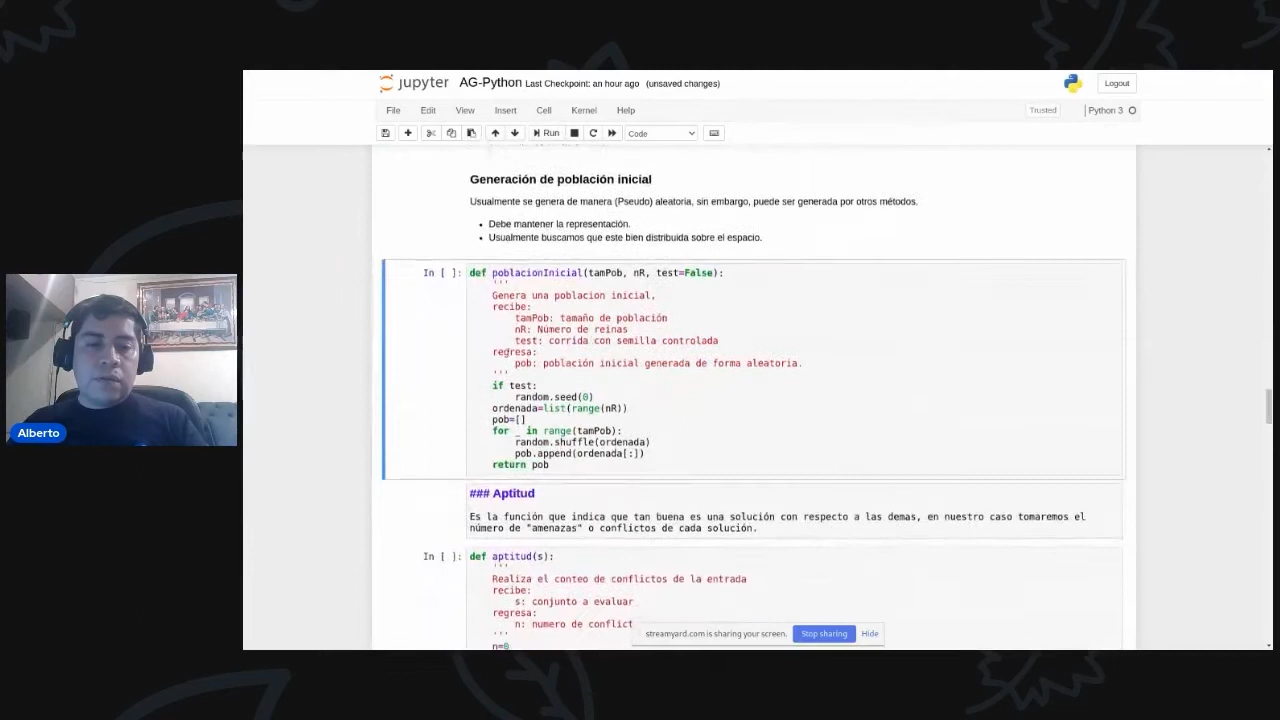 jupyter AG-Python Last Checkpoint: an hour ago (unsaved changes)
Logout
File Edit View Insert Cell Kernel Help
Trusted
Python 3
Run
Code
Generación de población inicial
Usualmente se genera de manera (Pseudo) aleatoria, sin embargo, puede ser generada por otros métodos.
• Debe mantener la representación.
• Usualmente buscamos que este bien distribuida sobre el espacio.
In [ ]: def poblacionInicial(tamPob, nR, test=False):
'''
Genera una poblacion inicial,
recibe:
tamPob: tamaño de población
nR: Número de reinas
test: corrida con semilla controlada
regresa:
pob: población inicial generada de forma aleatoria.
'''
if test:
random.seed(0)
ordenada=list(range(nR))
pob=[]
for _ in range(tamPob):
random.shuffle(ordenada)
pob.append(ordenada[:])
return pob
### Aptitud
Es la función que indica que tan buena es una solución con respecto a las demas, en nuestro caso tomaremos el
número de "amenazas" o conflictos de cada solución.
In [ ]: def aptitud(s):
'''
Realiza el conteo de conflictos de la entrada
recibe:
s: conjunto a evaluar
regresa:
n: numero de conflict
'''
n=0
streamyard.com is sharing your screen. Stop sharing Hide
Alberto